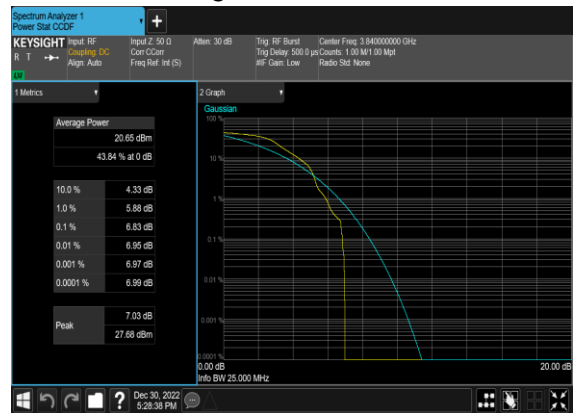 Spectrum Analyzer 1
Power Stat CCDF
+
KEYSIGHT
R T
LXI
Input: RF
Coupling: DC
Align: Auto
Input Z: 50 Ω
Corr CCorr
Freq Ref: Int (S)
Atten: 30 dB
Trig: RF Burst
Trig Delay: 500.0 µs
#IF Gain: Low
Center Freq: 3.840000000 GHz
Counts: 1.00 M/1.00 Mpt
Radio Std: None
1 Metrics
Average Power
20.65 dBm
43.84 % at 0 dB
10.0 % 4.33 dB
1.0 % 5.88 dB
0.1 % 6.83 dB
0.01 % 6.95 dB
0.001 % 6.97 dB
0.0001 % 6.99 dB
Peak
7.03 dB
27.68 dBm
2 Graph
Gaussian
100 %
10 %
1 %
0.1 %
0.01 %
0.001 %
0.0001 %
0.00 dB 20.00 dB
Info BW 25.000 MHz
?
Dec 30, 2022
5:28:38 PM